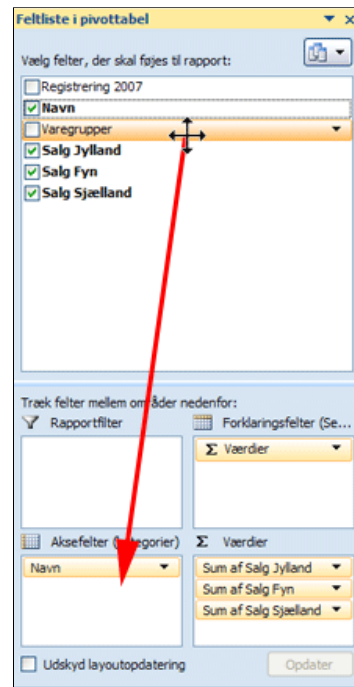 Feltliste i pivottabel
Vælg felter, der skal føjes til rapport:
Registrering 2007
Navn
Varegrupper
Salg Jylland
Salg Fyn
Salg Sjælland
Træk felter mellem områder nedenfor:
Rapportfilter
Forklaringsfelter (Se...
Σ Værdier
Aksefelter (kategorier)
Σ Værdier
Navn
Sum af Salg Jylland
Sum af Salg Fyn
Sum af Salg Sjælland
Udskyd layoutopdatering
Opdater